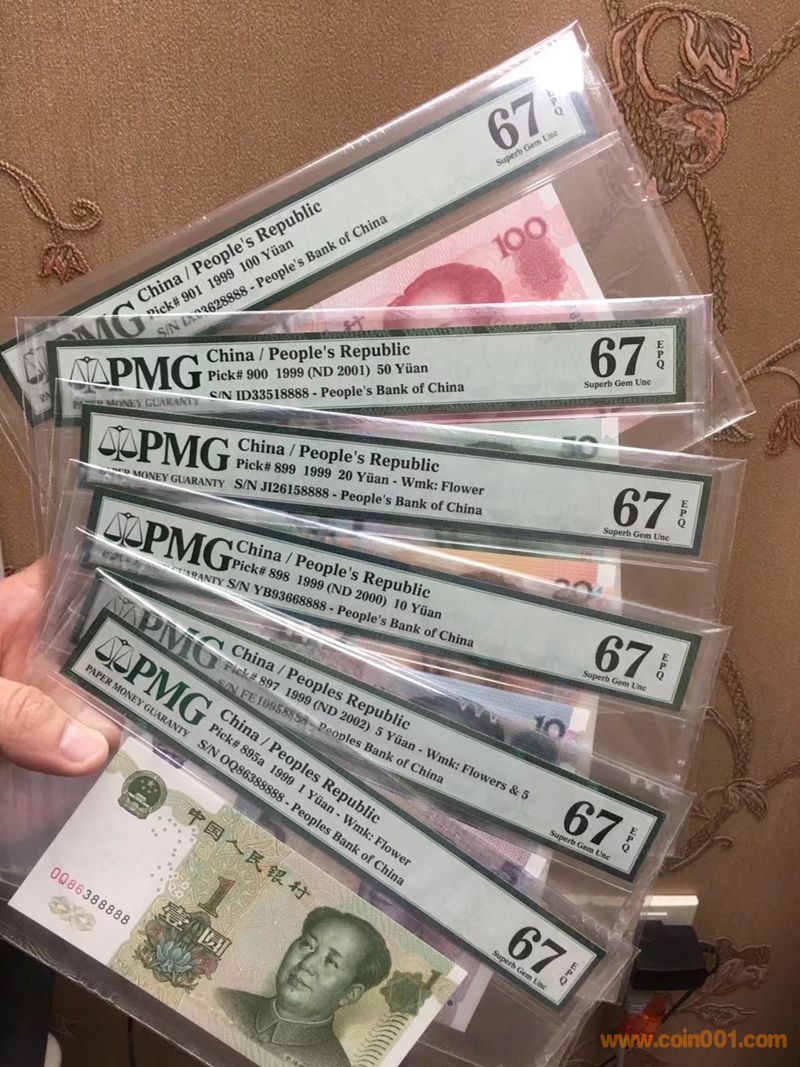 China / People's Republic
Pick# 901 1999 100 Yüan
People's Bank of China
67 EPQ
Superb Gem Unc
100
PMG
PAPER MONEY GUARANTY
China / People's Republic
Pick# 900 1999 (ND 2001) 50 Yüan
S/N ID33518888 - People's Bank of China
67 EPQ
Superb Gem Unc
50
PMG
PAPER MONEY GUARANTY
China / People's Republic
Pick# 899 1999 20 Yüan - Wmk: Flower
S/N JI26158888 - People's Bank of China
67 EPQ
Superb Gem Unc
20
PMG
GUARANTY
China / People's Republic
Pick# 898 1999 (ND 2000) 10 Yüan
S/N YB93668888 - People's Bank of China
67 EPQ
Superb Gem Unc
10
PMG
China / Peoples Republic
Pick# 897 1999 (ND 2002) 5 Yüan - Wmk: Flowers & 5
S/N FE10958888 - Peoples Bank of China
67 EPQ
Superb Gem Unc
5
PMG
PAPER MONEY GUARANTY
China / Peoples Republic
Pick# 895a 1999 1 Yüan - Wmk: Flower
S/N OQ86388888 - Peoples Bank of China
67 EPQ
Superb Gem Unc
中国人民银行
1
壹圆
OQ86388888
1
www.coin001.com